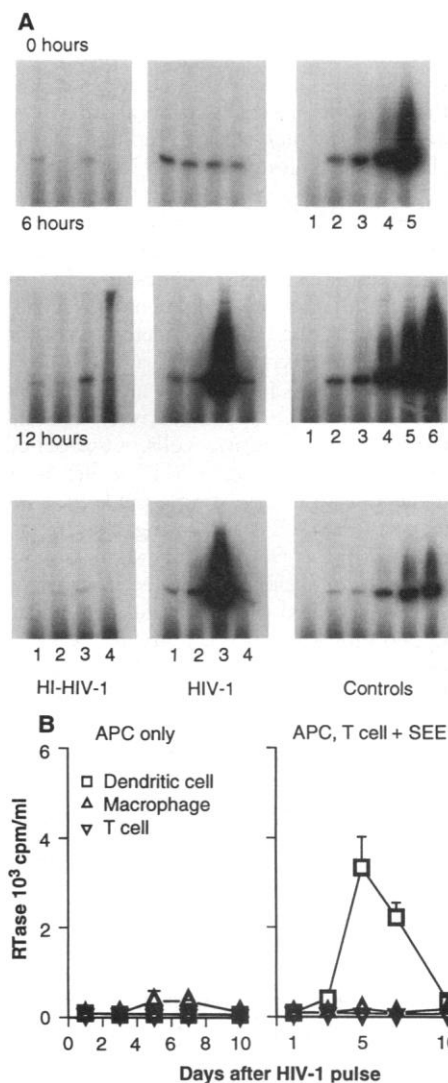 A
0 hours
1 2 3 4 5
6 hours
1 2 3 4 5 6
12 hours
1 2 3 4
1 2 3 4
HI-HIV-1
HIV-1
Controls
B
APC only
APC, T cell + SEE
Dendritic cell
Macrophage
T cell
RTase 10³ cpm/ml
6
4
2
0
0 2 4 6 8 10
1 5 10
Days after HIV-1 pulse